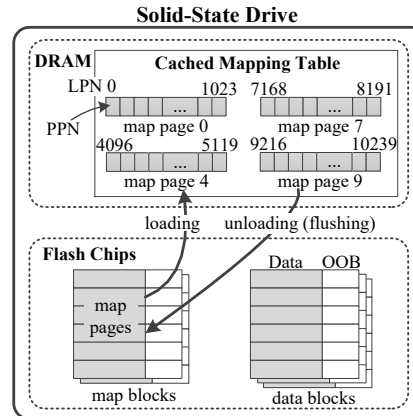 Solid-State Drive
DRAM
Cached Mapping Table
LPN 0 1023 7168 8191
...
...
PPN
map page 0 map page 7
4096 5119 9216 10239
...
...
map page 4 map page 9
loading unloading (flushing)
Flash Chips
Data OOB
map
pages
map blocks data blocks